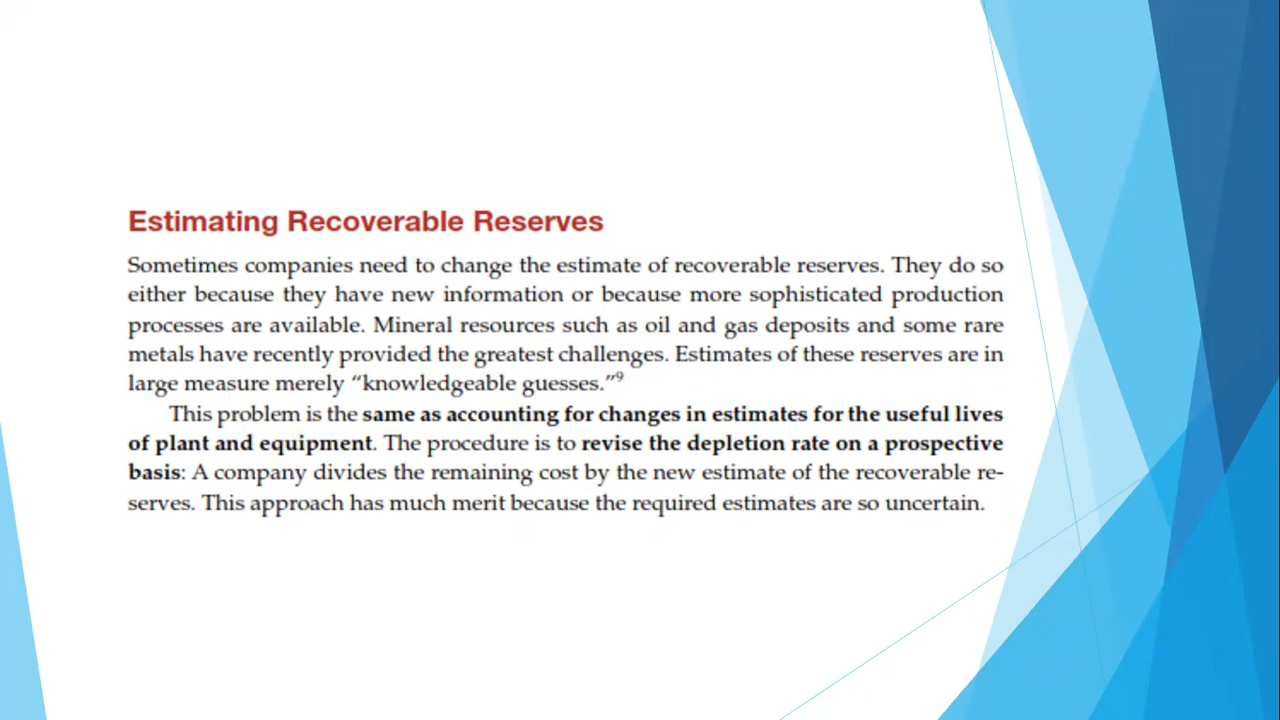 Estimating Recoverable Reserves
Sometimes companies need to change the estimate of recoverable reserves. They do so
either because they have new information or because more sophisticated production
processes are available. Mineral resources such as oil and gas deposits and some rare
metals have recently provided the greatest challenges. Estimates of these reserves are in
large measure merely “knowledgeable guesses.”⁹
This problem is the same as accounting for changes in estimates for the useful lives
of plant and equipment. The procedure is to revise the depletion rate on a prospective
basis: A company divides the remaining cost by the new estimate of the recoverable re-
serves. This approach has much merit because the required estimates are so uncertain.